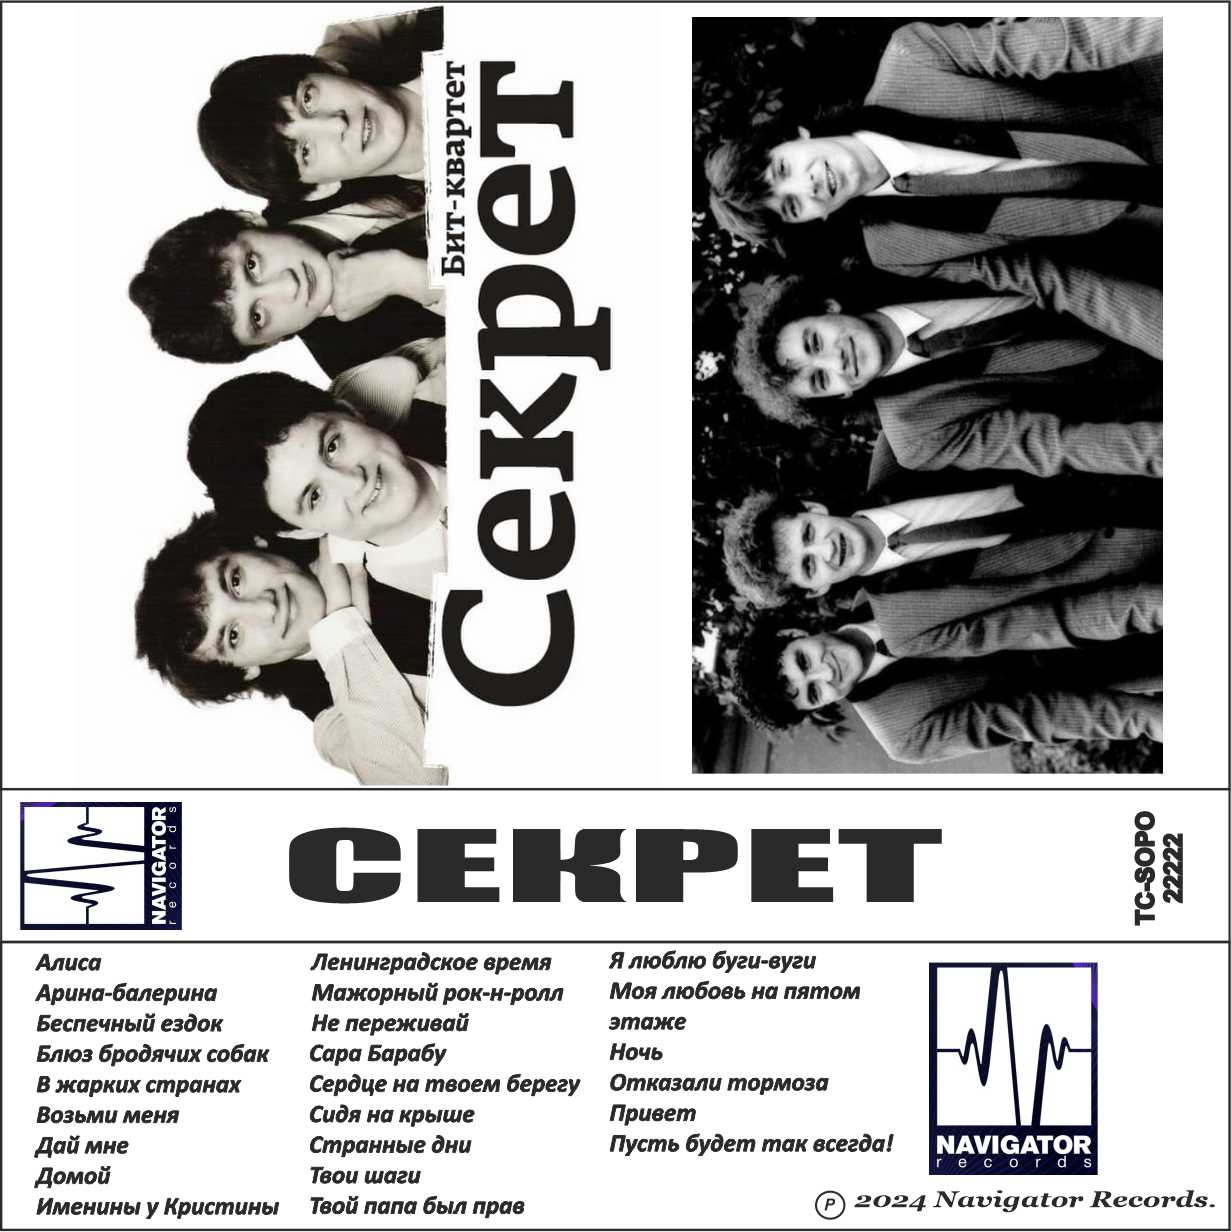 Бит-квартет
Секрет
NAVIGATOR
records
СЕКРЕТ
TC-SOPO
22222
Алиса
Арина-балерина
Беспечный ездок
Блюз бродячих собак
В жарких странах
Возьми меня
Дай мне
Домой
Именины у Кристины
Ленинградское время
Мажорный рок-н-ролл
Не переживай
Сара Барабу
Сердце на твоем берегу
Сидя на крыше
Странные дни
Твои шаги
Твой папа был прав
Я люблю буги-вуги
Моя любовь на пятом
этаже
Ночь
Отказали тормоза
Привет
Пусть будет так всегда!
NAVIGATOR
records
Ⓟ 2024 Navigator Records.